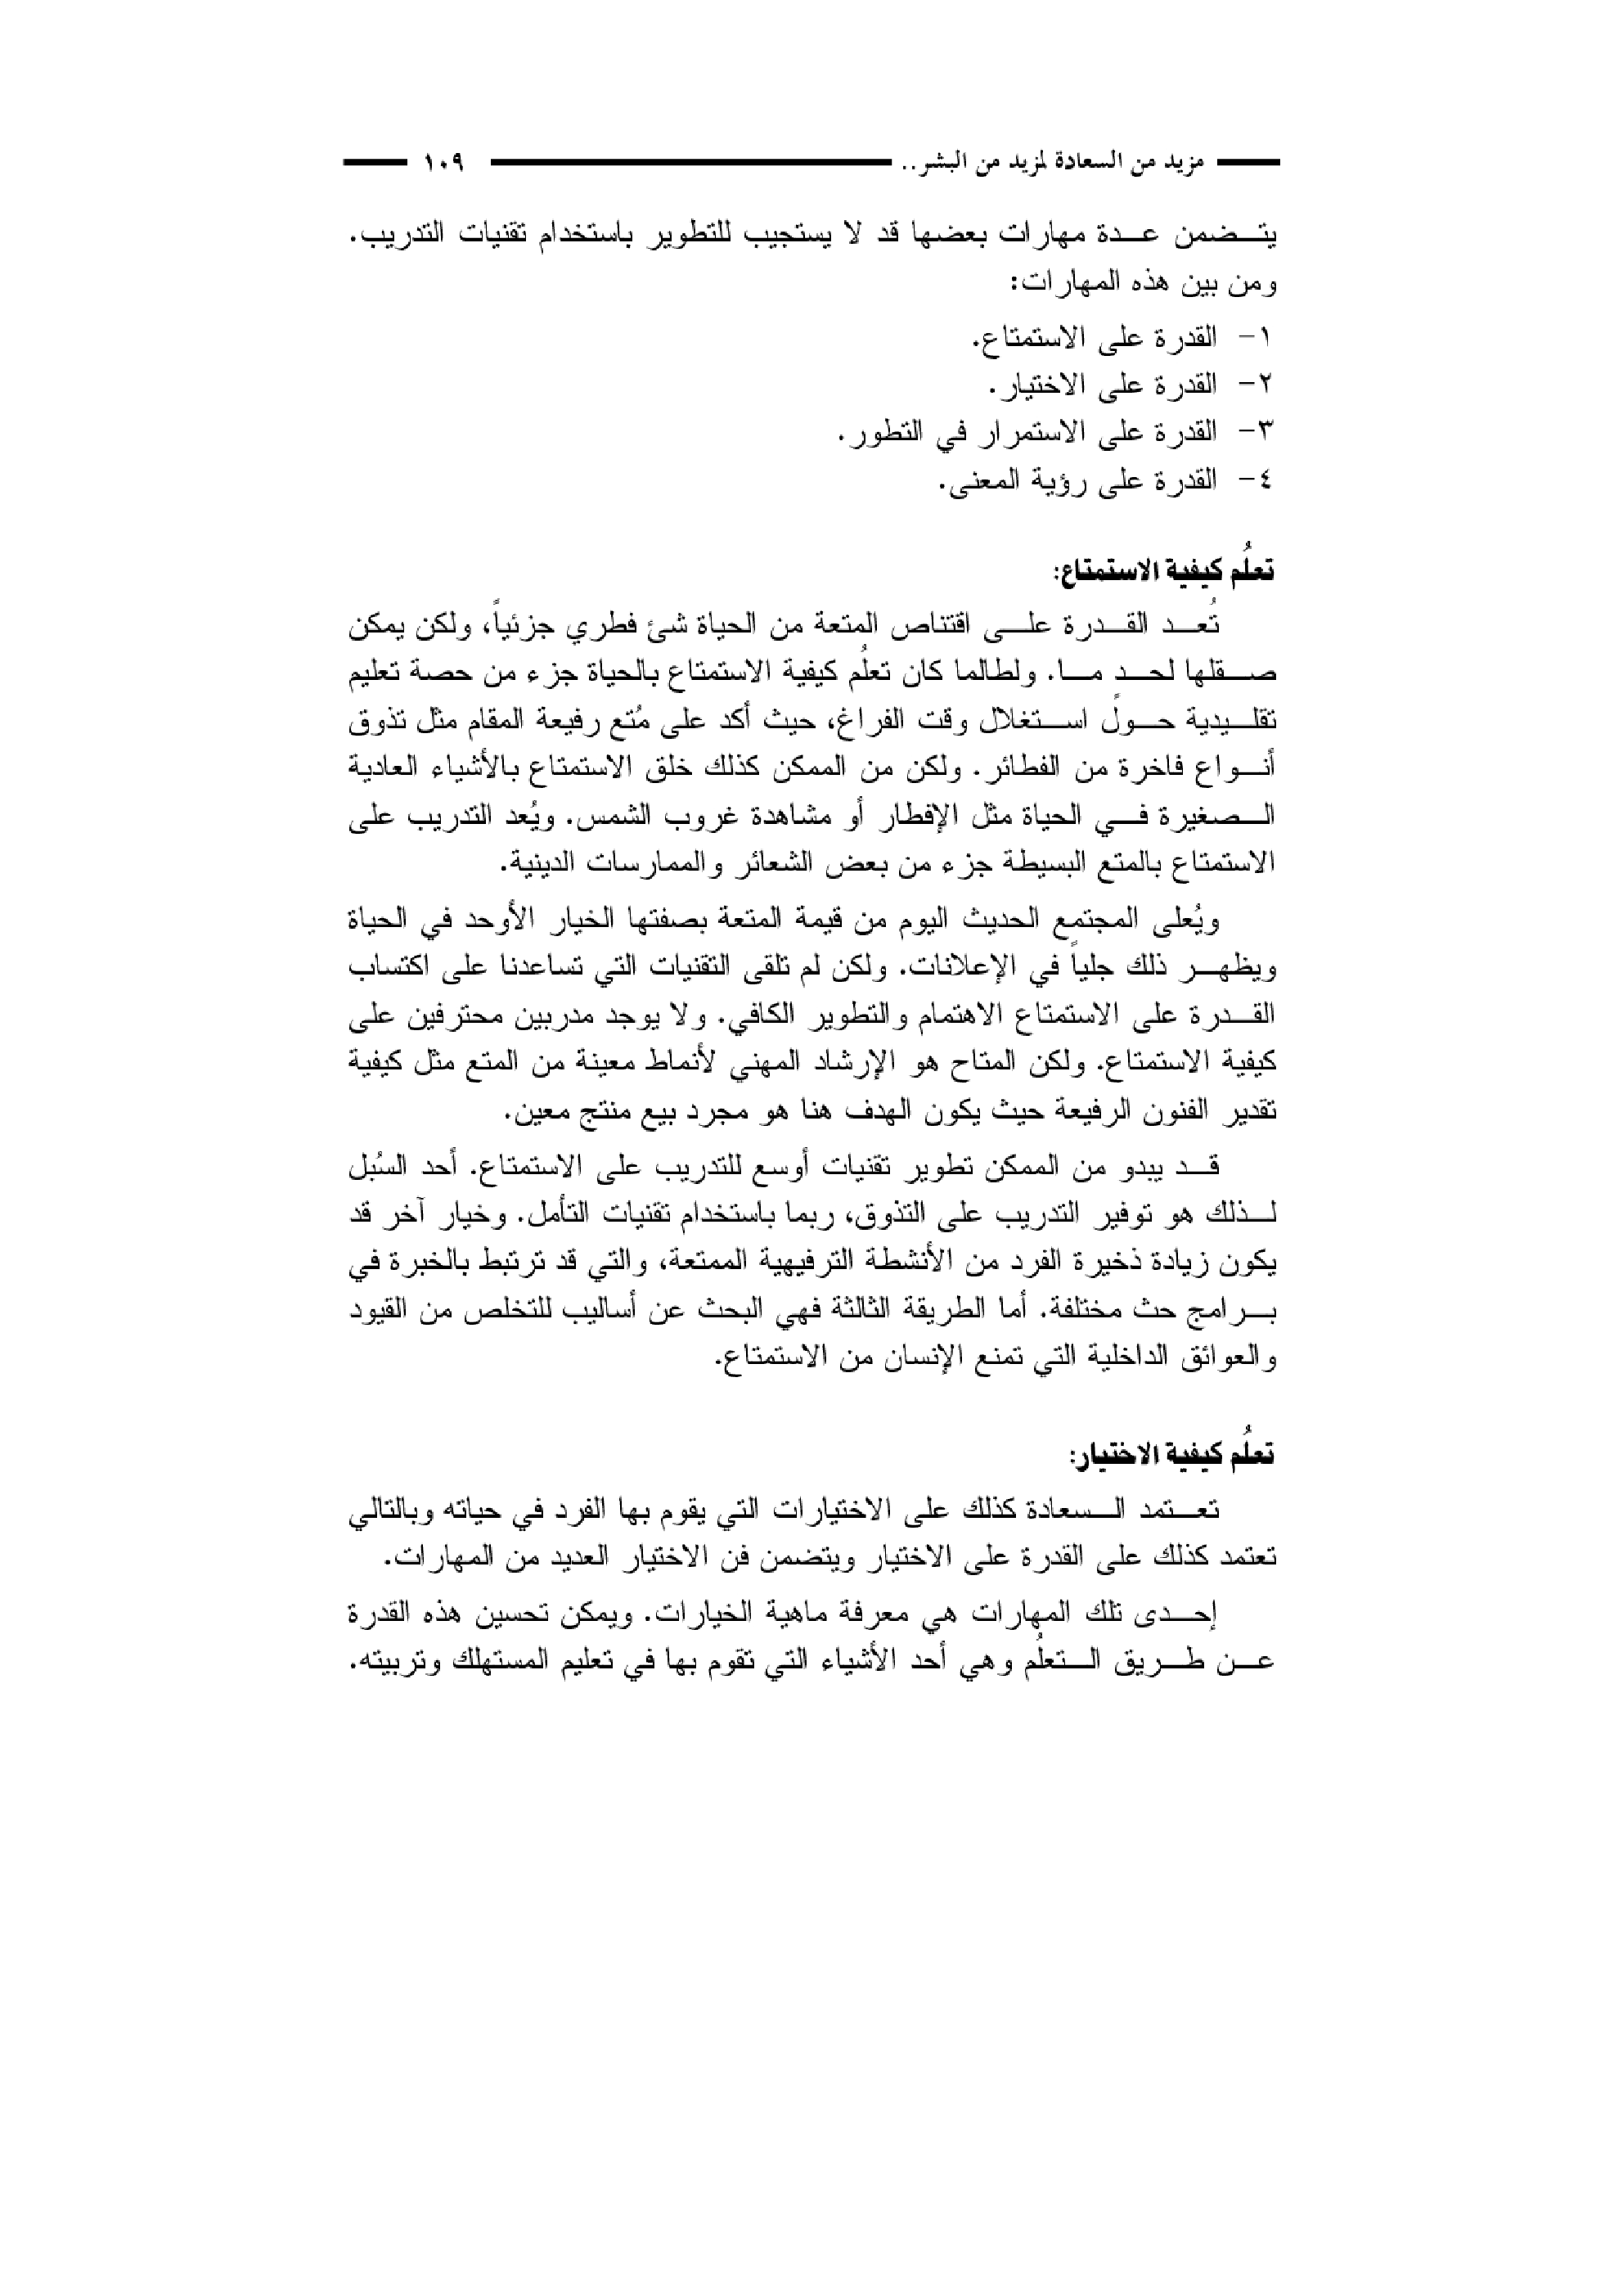 مزيد من السعادة لمزيد من البشر.. ١٠٩
يتضمن عدة مهارات بعضها قد لا يستجيب للتطوير باستخدام تقنيات التدريب.
ومن بين هذه المهارات:
١- القدرة على الاستمتاع.
٢- القدرة على الاختيار.
٣- القدرة على الاستمرار في التطور.
٤- القدرة على رؤية المعنى.
تعلُم كيفية الاستمتاع:
تُعد القدرة على اقتناص المتعة من الحياة شئ فطري جزئياً، ولكن يمكن
صقلها لحد ما. ولطالما كان تعلُم كيفية الاستمتاع بالحياة جزء من حصة تعليم
تقليدية حول استغلال وقت الفراغ، حيث أكد على مُتع رفيعة المقام مثل تذوق
أنواع فاخرة من الفطائر. ولكن من الممكن كذلك خلق الاستمتاع بالأشياء العادية
الصغيرة في الحياة مثل الإفطار أو مشاهدة غروب الشمس. ويُعد التدريب على
الاستمتاع بالمتع البسيطة جزء من بعض الشعائر والممارسات الدينية.
ويُعلى المجتمع الحديث اليوم من قيمة المتعة بصفتها الخيار الأوحد في الحياة
ويظهر ذلك جلياً في الإعلانات. ولكن لم تلقى التقنيات التي تساعدنا على اكتساب
القدرة على الاستمتاع الاهتمام والتطوير الكافي. ولا يوجد مدربين محترفين على
كيفية الاستمتاع. ولكن المتاح هو الإرشاد المهني لأنماط معينة من المتع مثل كيفية
تقدير الفنون الرفيعة حيث يكون الهدف هنا هو مجرد بيع منتج معين.
قد يبدو من الممكن تطوير تقنيات أوسع للتدريب على الاستمتاع. أحد السُبل
لذلك هو توفير التدريب على التذوق، ربما باستخدام تقنيات التأمل. وخيار آخر قد
يكون زيادة ذخيرة الفرد من الأنشطة الترفيهية الممتعة، والتي قد ترتبط بالخبرة في
برامج حث مختلفة. أما الطريقة الثالثة فهي البحث عن أساليب للتخلص من القيود
والعوائق الداخلية التي تمنع الإنسان من الاستمتاع.
تعلُم كيفية الاختيار:
تعتمد السعادة كذلك على الاختيارات التي يقوم بها الفرد في حياته وبالتالي
تعتمد كذلك على القدرة على الاختيار ويتضمن فن الاختيار العديد من المهارات.
إحدى تلك المهارات هي معرفة ماهية الخيارات. ويمكن تحسين هذه القدرة
عن طريق التعلُم وهي أحد الأشياء التي تقوم بها في تعليم المستهلك وتربيته.